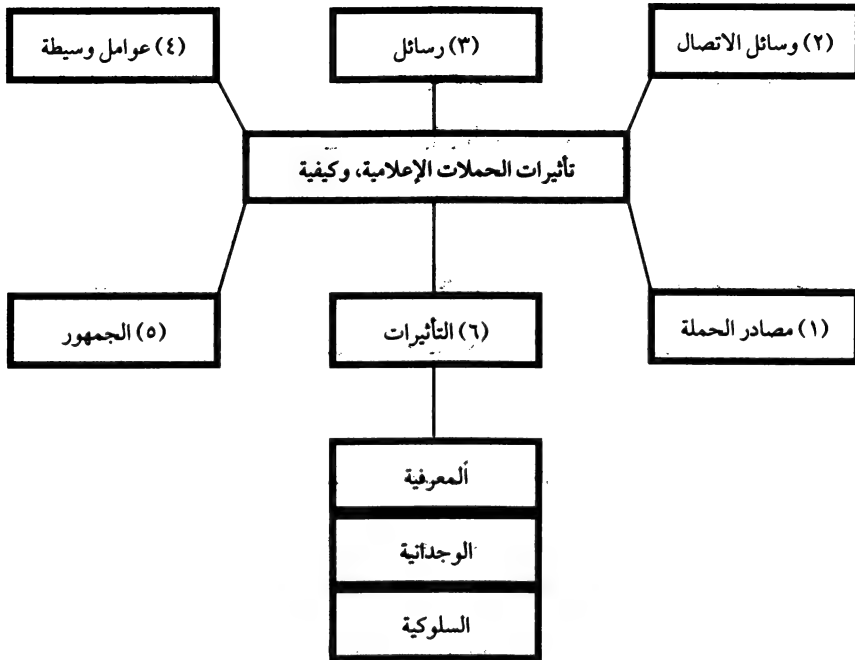 (٢) وسائل الاتصال
(٣) رسائل
(٤) عوامل وسيطة
تأثيرات الحملات الإعلامية، وكيفية
(١) مصادر الحملة
(٦) التأثيرات
(٥) الجمهور
المعرفية
الوجدانية
السلوكية